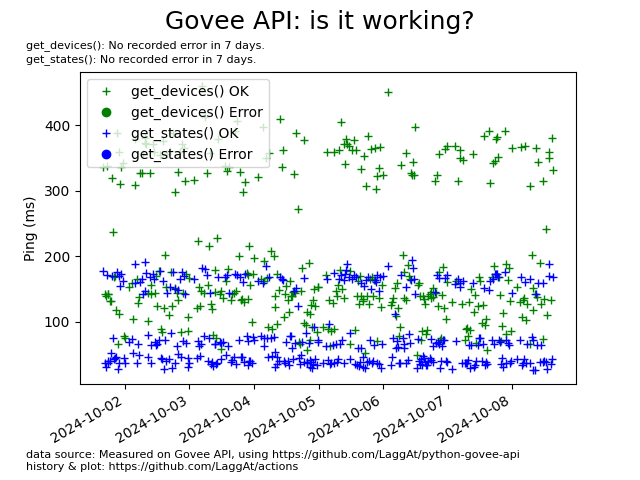 Govee API: is it working?
get_devices(): No recorded error in 7 days.
get_states(): No recorded error in 7 days.
get_devices() OK
get_devices() Error
get_states() OK
get_states() Error
Ping (ms)
400
300
200
100
2024-10-02
2024-10-03
2024-10-04
2024-10-05
2024-10-06
2024-10-07
2024-10-08
data source: Measured on Govee API, using https://github.com/LaggAt/python-govee-api
history & plot: https://github.com/LaggAt/actions